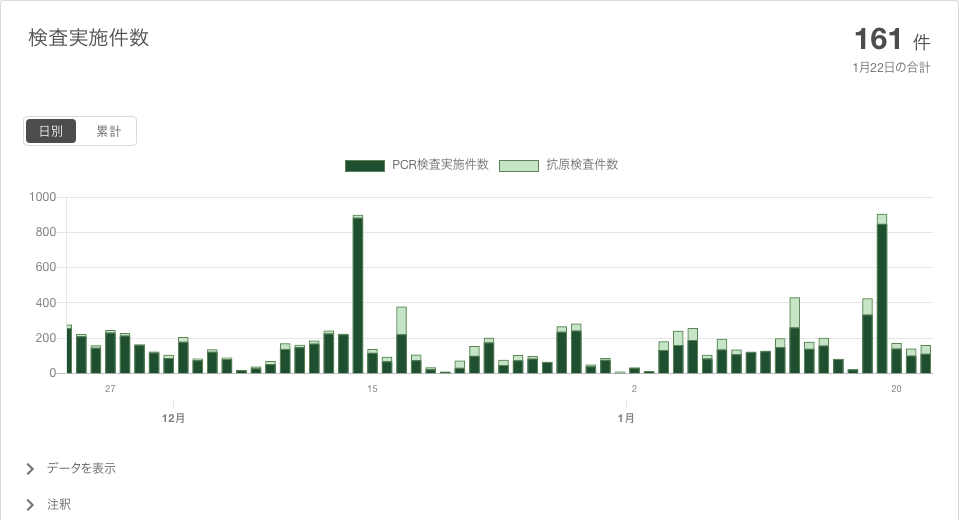 検査実施件数
161 件
1月22日の合計
日別 累計
PCR検査実施件数 抗原検査件数
1000
800
600
400
200
0
27 15 2 20
12月 1月
データを表示
注釈